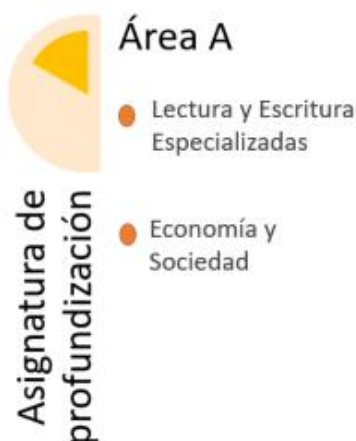 Área A
Lectura y Escritura
Especializadas
Economía y
Sociedad
Asignatura de
profundización